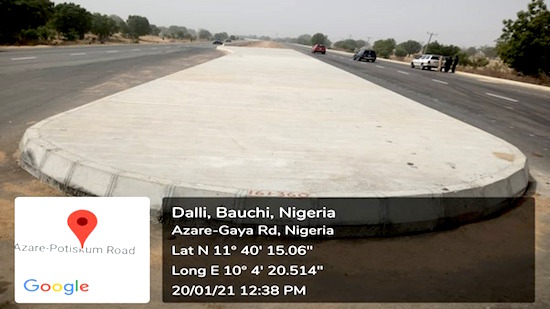 161360
Azare-Potiskum Road
Google
Dalli, Bauchi, Nigeria
Azare-Gaya Rd, Nigeria
Lat N 11° 40' 15.06"
Long E 10° 4' 20.514"
20/01/21 12:38 PM